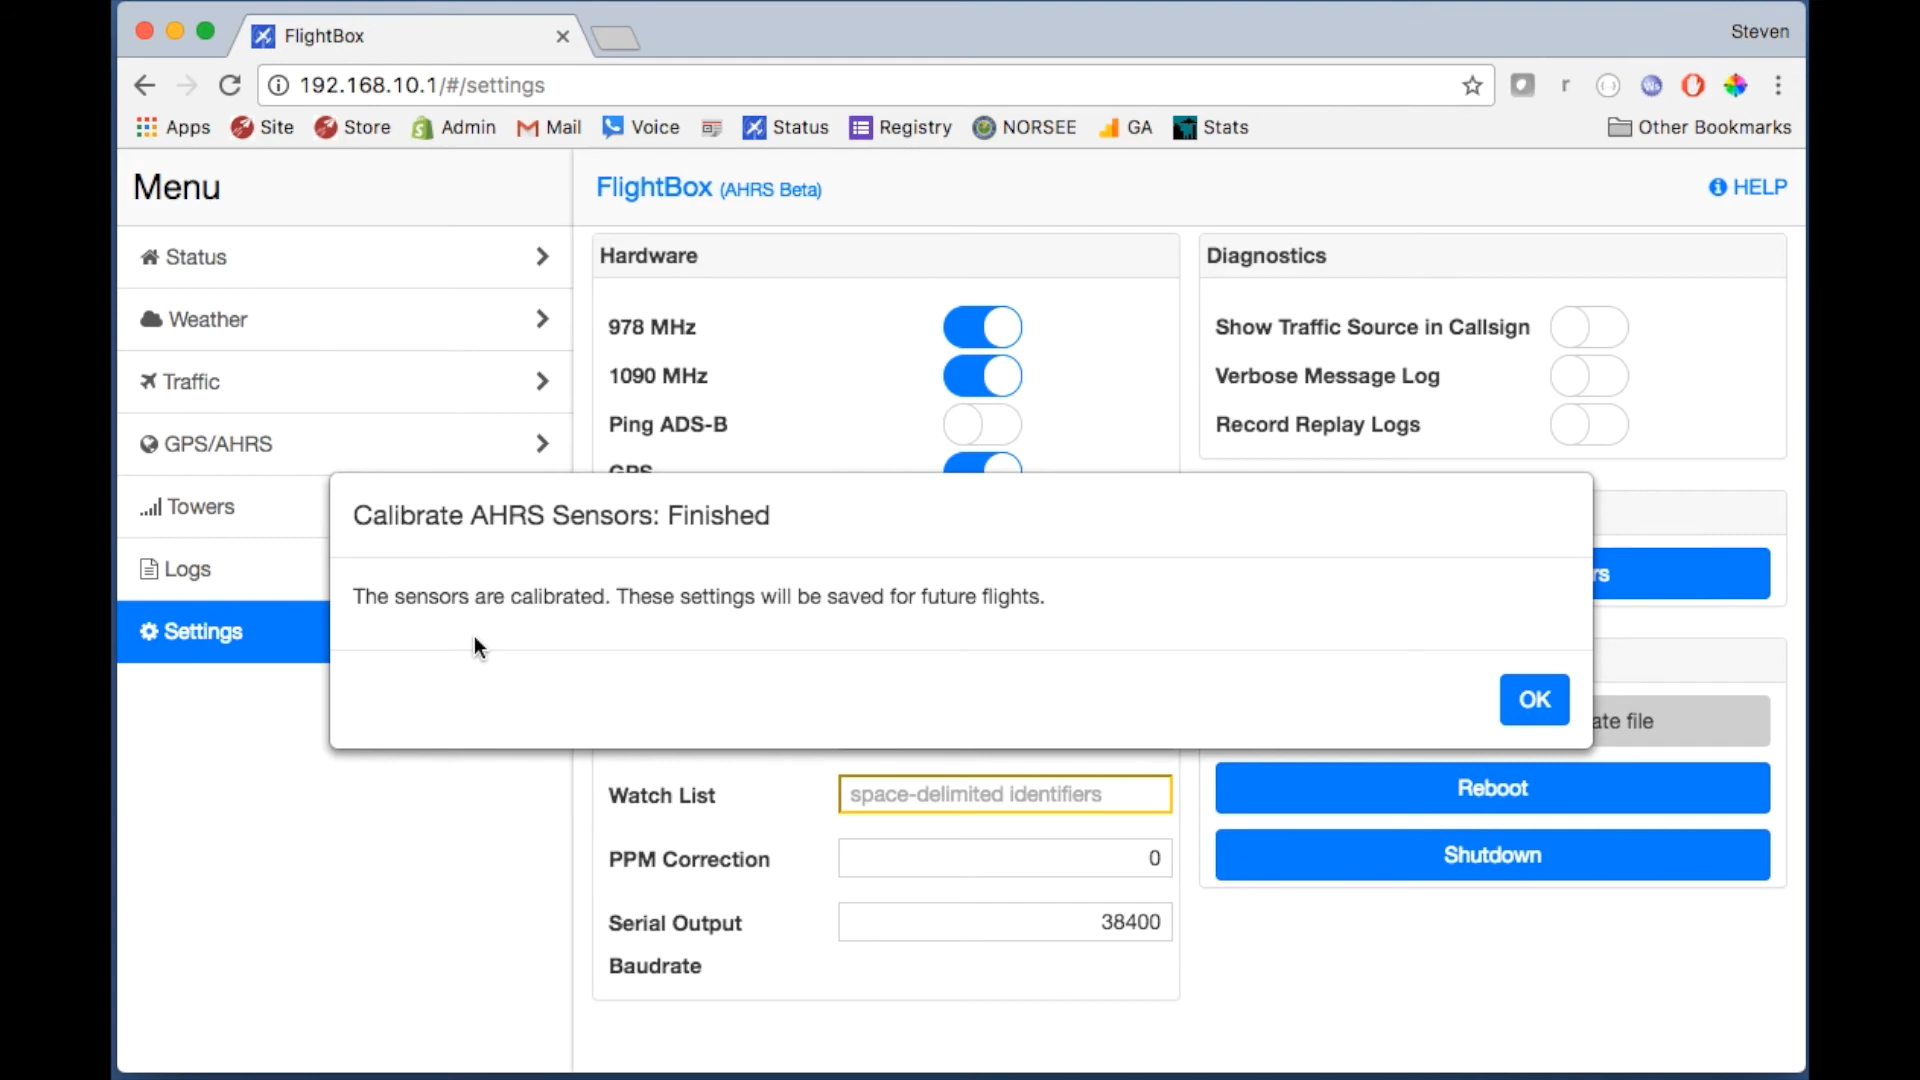 FlightBox
Steven
192.168.10.1/#/settings
Apps Site Store Admin Mail Voice Status Registry NORSEE GA Stats Other Bookmarks
Menu
FlightBox (AHRS Beta)
HELP
Status
Weather
Traffic
GPS/AHRS
Towers
Logs
Settings
Hardware
978 MHz
1090 MHz
Ping ADS-B
GPS
Diagnostics
Show Traffic Source in Callsign
Verbose Message Log
Record Replay Logs
Calibrate AHRS Sensors: Finished
The sensors are calibrated. These settings will be saved for future flights.
OK
rs
ate file
Watch List space-delimited identifiers
PPM Correction 0
Serial Output 38400
Baudrate
Reboot
Shutdown